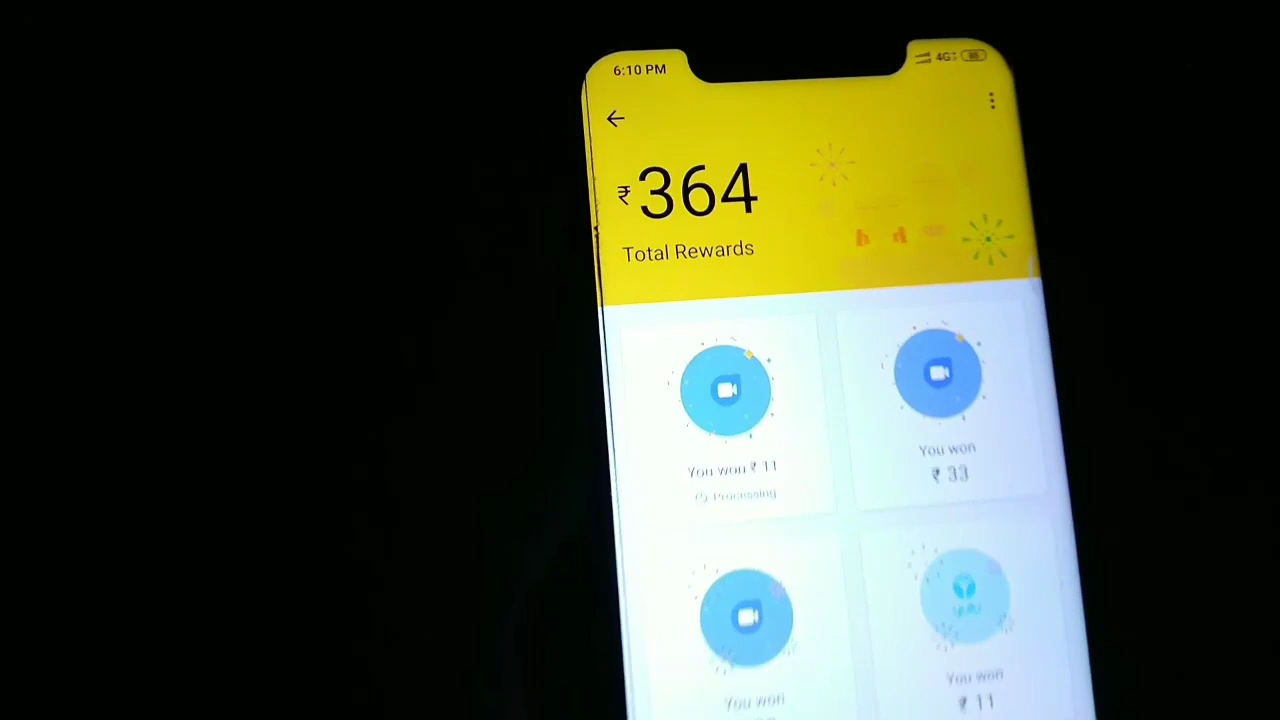 6:10 PM
4G
₹364
Total Rewards
You won ₹ 11
Processing
You won
₹ 33
yulu
You won
You won
₹ 11